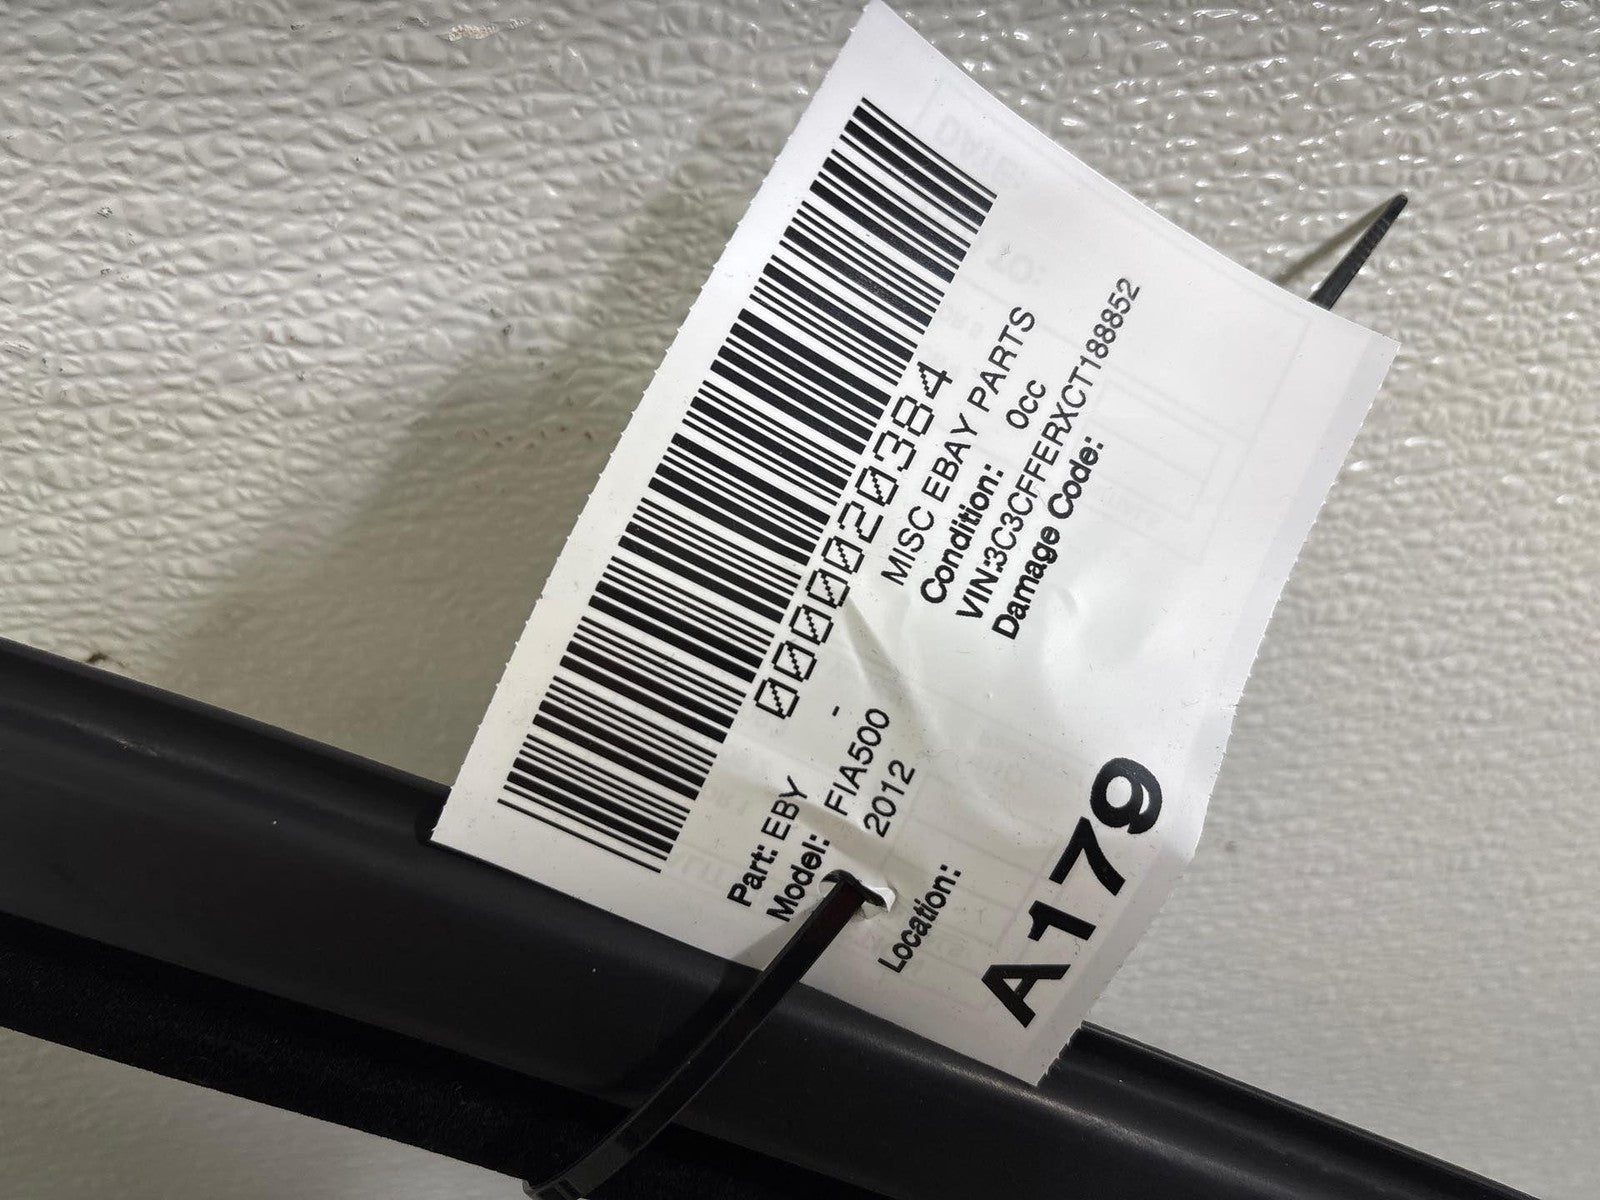 0000020384
Part: EBY - MISC EBAY PARTS
Model: FIA500 Condition: 0cc
2012 VIN:3C3CFFERXCT188852
Damage Code:
Location:
A179